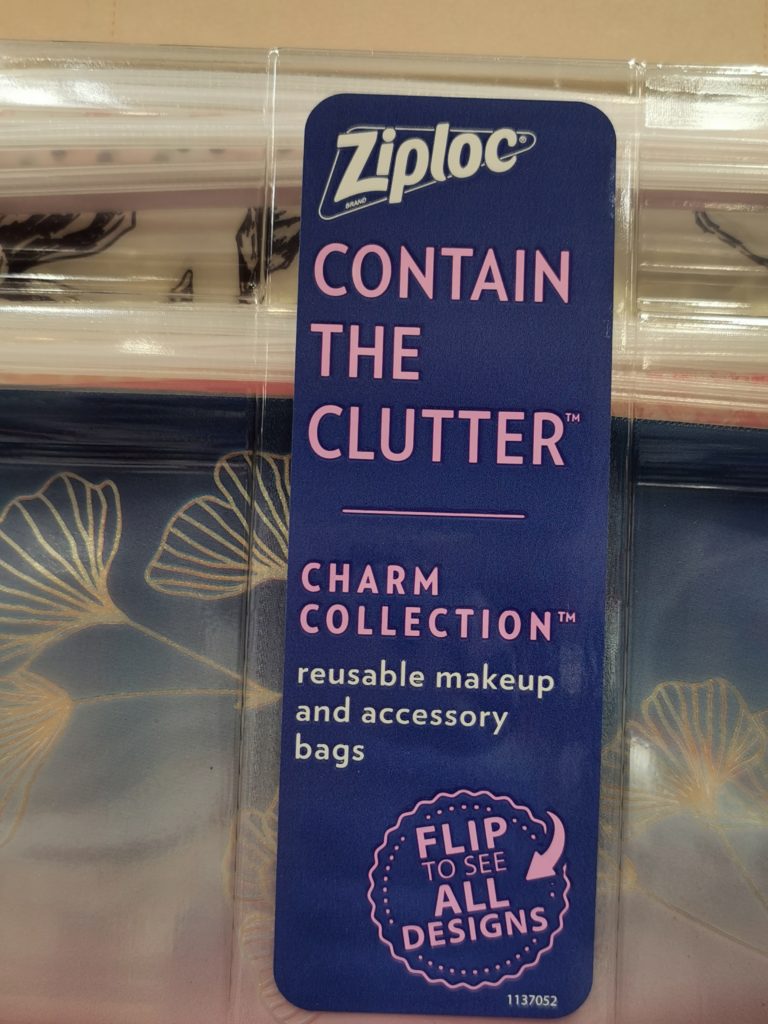 Ziploc®
BRAND
CONTAIN
THE
CLUTTER™
CHARM
COLLECTION™
reusable makeup
and accessory
bags
FLIP
TO SEE
ALL
DESIGNS
1137052